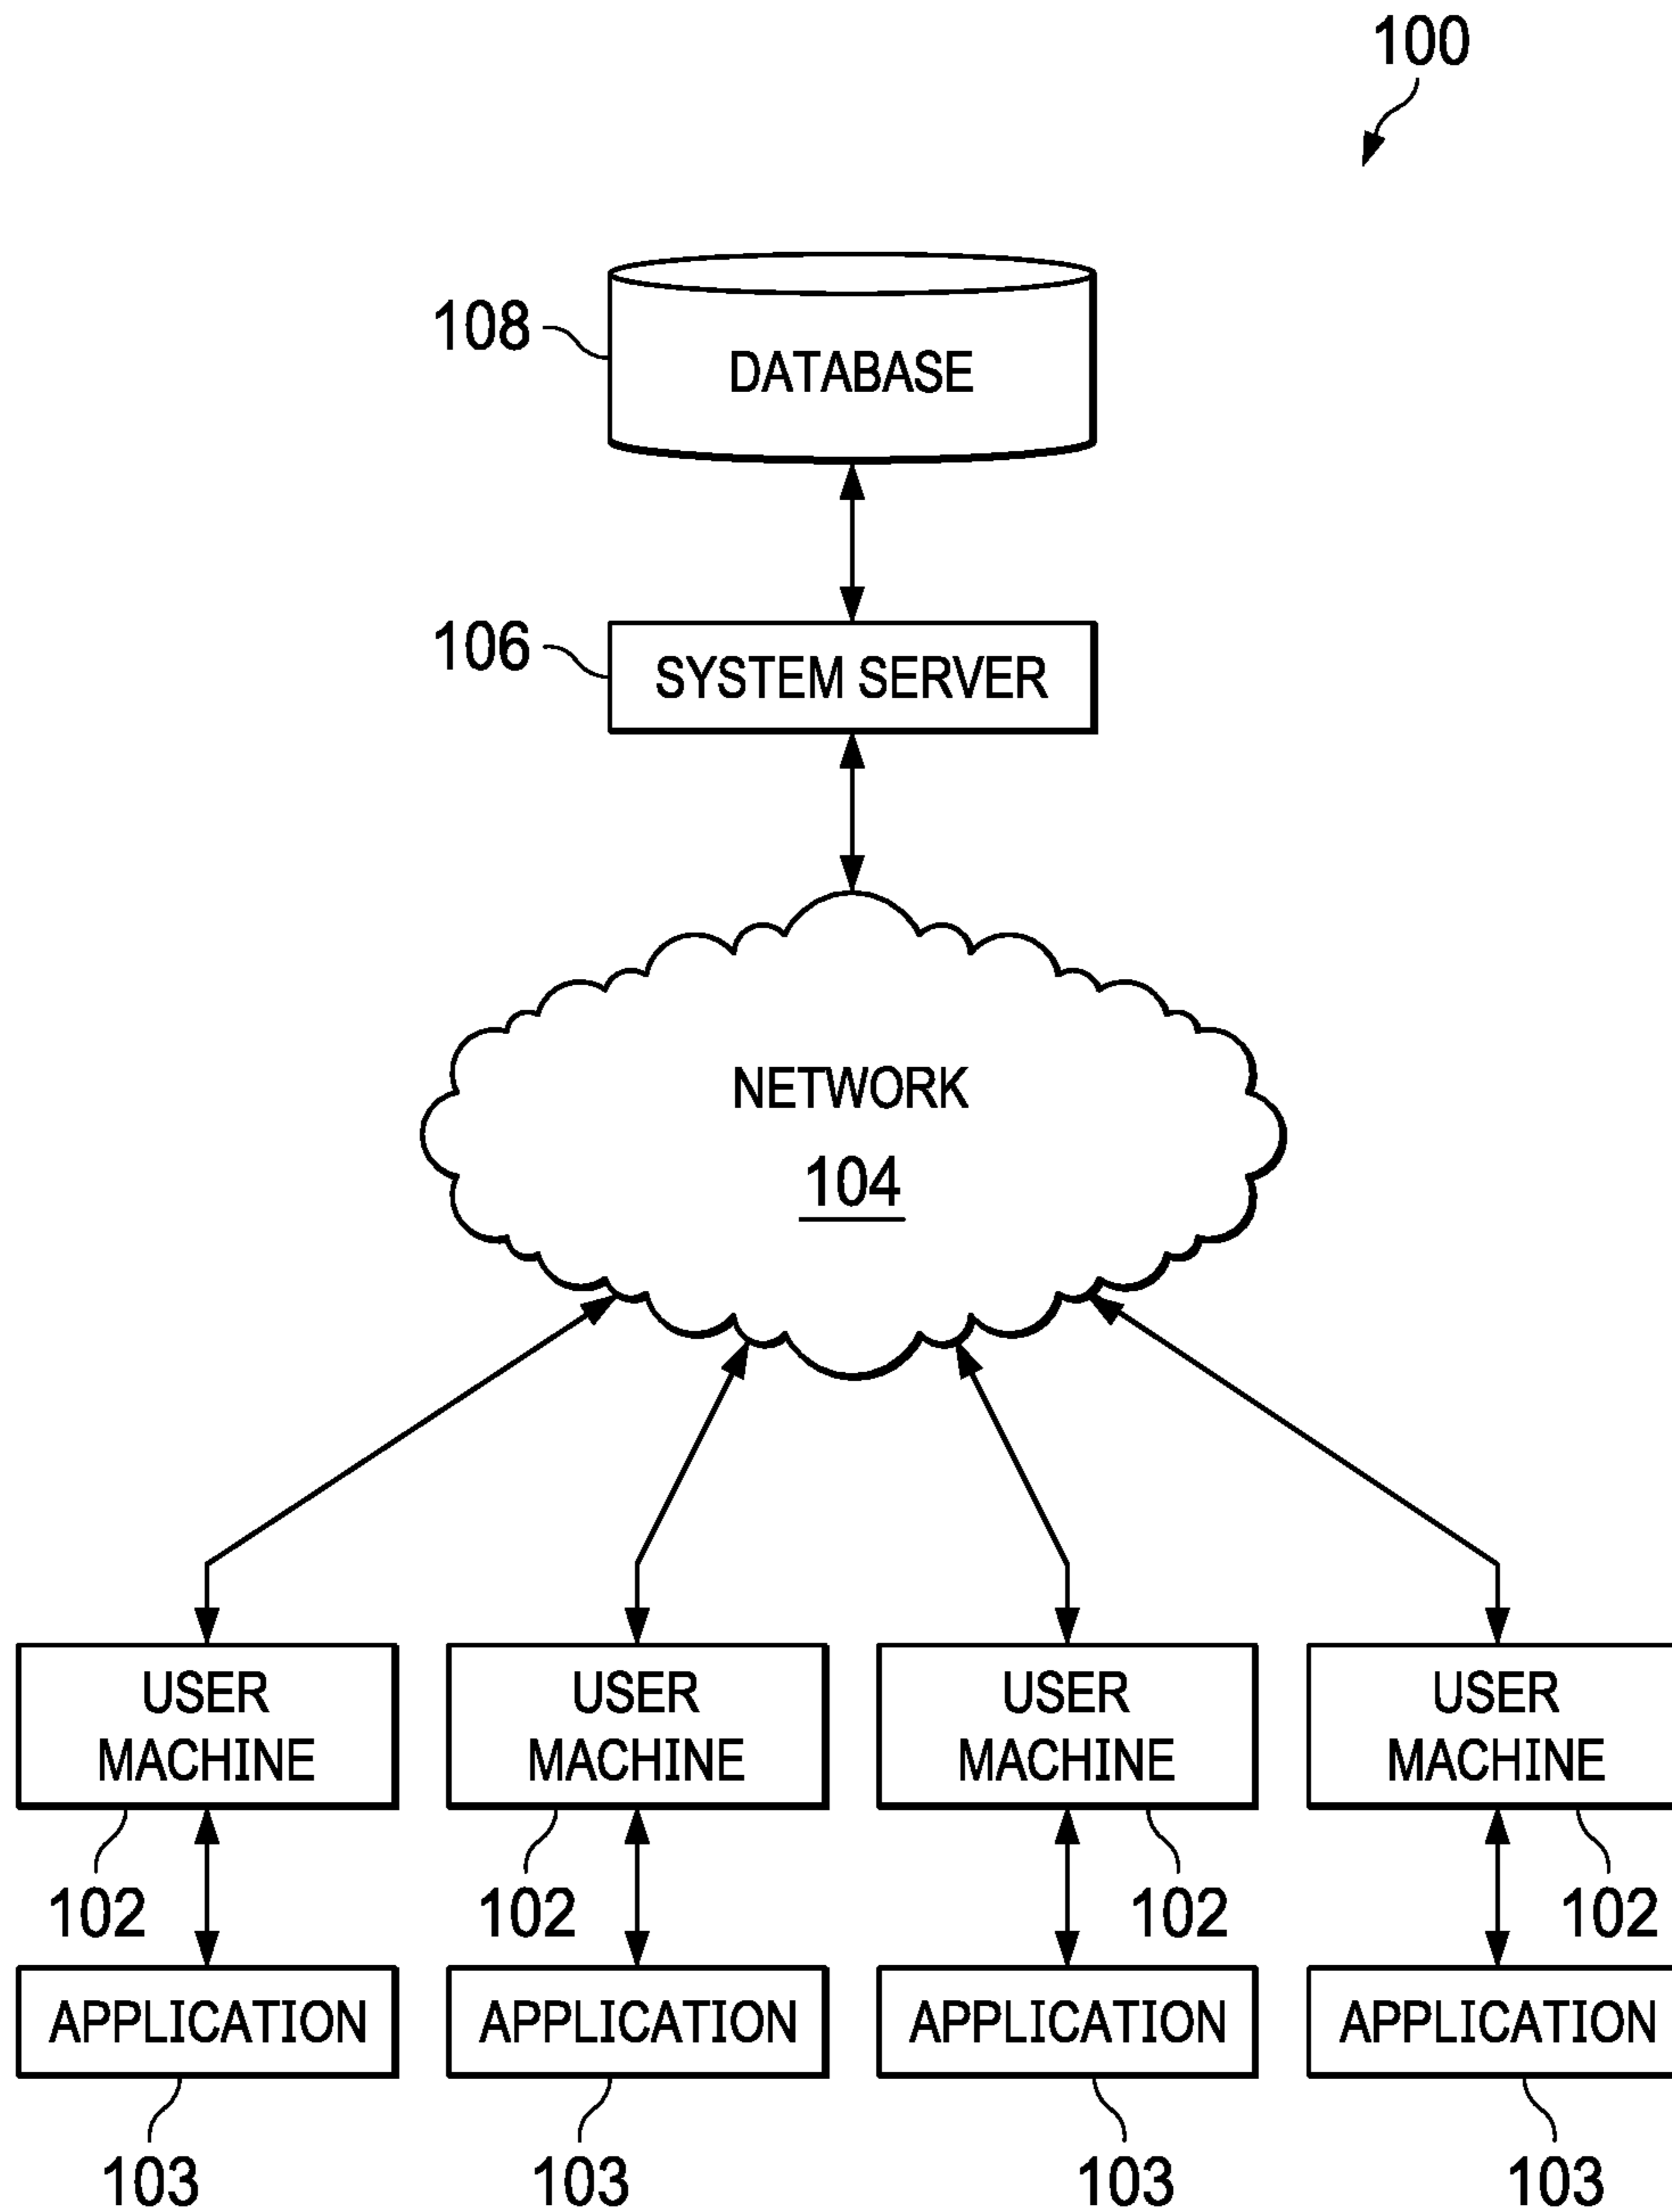 100
108
DATABASE
106
SYSTEM SERVER
NETWORK
104
USER MACHINE
USER MACHINE
USER MACHINE
USER MACHINE
102
102
102
102
APPLICATION
APPLICATION
APPLICATION
APPLICATION
103
103
103
103